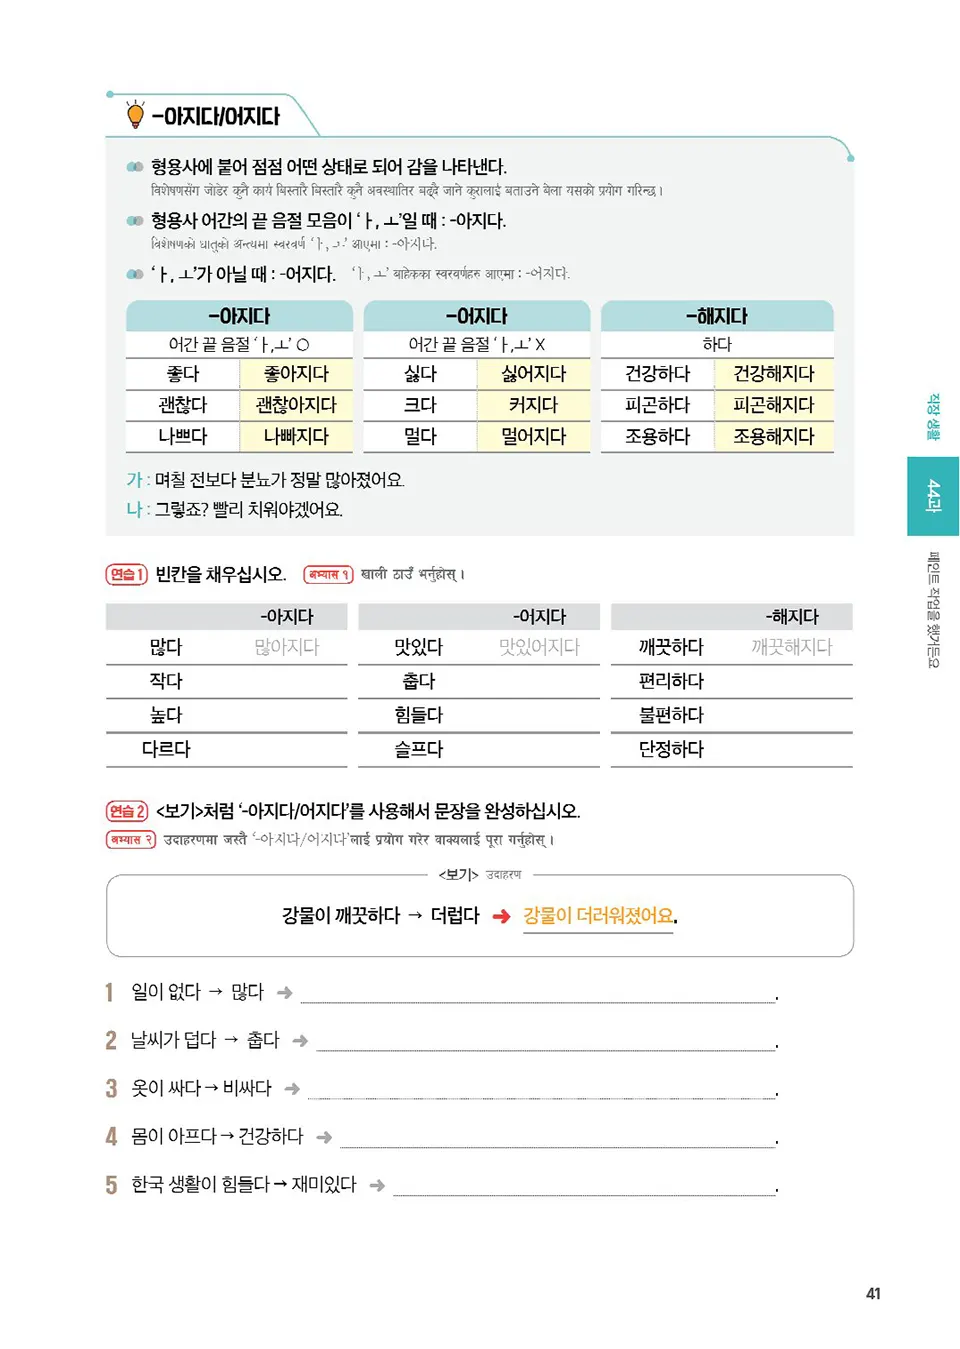 -아지다/어지다
형용사에 붙어 점점 어떤 상태로 되어 감을 나타낸다.
विशेषणसँग जोडेर कुनै कार्य बिस्तारै बिस्तारै कुनै अवस्थातिर बढ्दै जाने कुरालाई बताउने बेला यसको प्रयोग गरिन्छ।
형용사 어간의 끝 음절 모음이 ‘ㅏ, ㅗ’일 때 : -아지다.
विशेषणको धातुको अन्त्यमा स्वरवर्ण ‘ㅏ, ㅗ’ आएमा : -아지다.
‘ㅏ, ㅗ’가 아닐 때 : -어지다. ‘ㅏ, ㅗ’ बाहेकका स्वरवर्णहरु आएमा : -어지다.
-아지다 -어지다 -해지다
어간 끝 음절 ‘ㅏ,ㅗ’ ○ 어간 끝 음절 ‘ㅏ,ㅗ’ X 하다
좋다 좋아지다 싫다 싫어지다 건강하다 건강해지다
괜찮다 괜찮아지다 크다 커지다 피곤하다 피곤해지다
나쁘다 나빠지다 멀다 멀어지다 조용하다 조용해지다
가 : 며칠 전보다 분뇨가 정말 많아졌어요.
나 : 그렇죠? 빨리 치워야겠어요.
연습 1 빈칸을 채우십시오. अभ्यास १ खाली ठाउँ भर्नुहोस्।
-아지다 -어지다 -해지다
많다 많아지다 맛있다 맛있어지다 깨끗하다 깨끗해지다
작다 춥다 편리하다
높다 힘들다 불편하다
다르다 슬프다 단정하다
연습 2 <보기>처럼 ‘-아지다/어지다’를 사용해서 문장을 완성하십시오.
अभ्यास २ उदाहरणमा जस्तै ‘-아지다/어지다’लाई प्रयोग गरेर वाक्यलाई पूरा गर्नुहोस्।
<보기> उदाहरण
강물이 깨끗하다 → 더럽다 ➜ 강물이 더러워졌어요.
1 일이 없다 → 많다 ➜ .
2 날씨가 덥다 → 춥다 ➜ .
3 옷이 싸다 → 비싸다 ➜ .
4 몸이 아프다 → 건강하다 ➜ .
5 한국 생활이 힘들다 → 재미있다 ➜ .
직장 생활
44과
페인트 작업을 했거든요
41